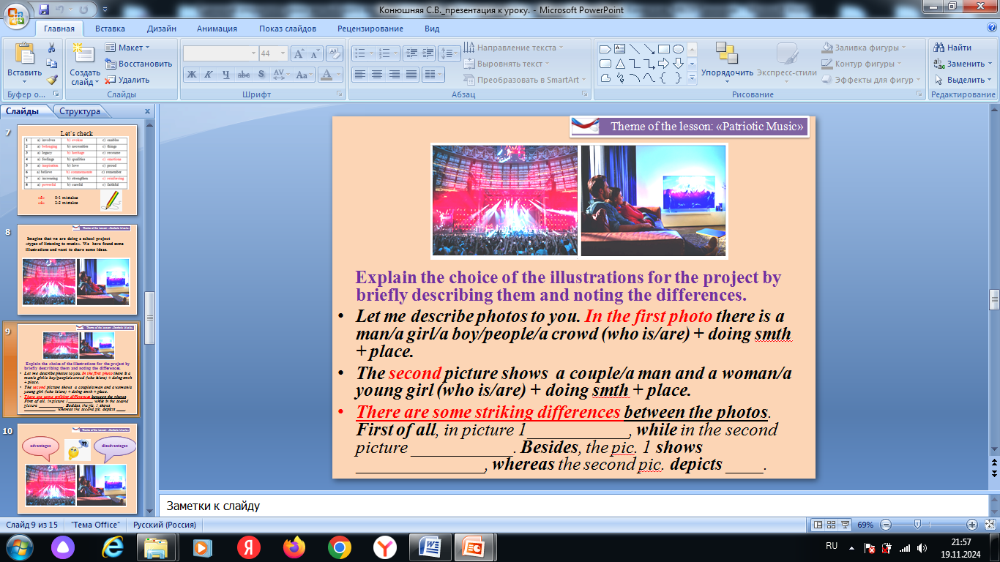 Конюшняя С.В._презентация к уроку. - Microsoft PowerPoint
Главная Вставка Дизайн Анимация Показ слайдов Рецензирование Вид
Вставить
Буфер о...
Создать слайд
Макет
Восстановить
Удалить
Слайды
44
Ж К Ч abc S AV Aa А
Шрифт
Направление текста
Выровнять текст
Преобразовать в SmartArt
Абзац
Упорядочить
Экспресс-стили
Заливка фигуры
Контур фигуры
Эффекты для фигур
Рисование
Найти
Заменить
Выделить
Редактирование
Слайды Структура x
7
Let`s check
1 a) involves b) evokes c) enables
2 a) belonging b) necessities c) things
3 a) legacy b) heritage c) recourse
4 a) feelings b) qualities c) emotions
5 a) inspiration b) love c) proud
6 a) believe b) commemorate c) remember
7 a) increasing b) strengthen c) reinforcing
8 a) powerful b) careful c) faithful
«5» 0-1 mistakes
«4» 2-3 mistakes
8
Theme of the lesson: «Patriotic Music»
Imagine that we are doing a school project
«types of listening to music». We have found some
illustrations and want to share some ideas.
9
Theme of the lesson: «Patriotic Music»
Explain the choice of the illustrations for the project by
briefly describing them and noting the differences.
• Let me describe photos to you. In the first photo there is a
man/a girl/a boy/people/a crowd (who is/are) + doing smth
+ place.
• The second picture shows a couple/a man and a woman/a
young girl (who is/are) + doing smth + place.
• There are some striking differences between the photos.
First of all, in picture 1___________, while in the second
picture ___________. Besides, the pic. 1 shows
______________, whereas the second pic. depicts ____.
10
Theme of the lesson: «Patriotic Music»
advantages
disadvantages
Theme of the lesson: «Patriotic Music»
Explain the choice of the illustrations for the project by
briefly describing them and noting the differences.
• Let me describe photos to you. In the first photo there is a
man/a girl/a boy/people/a crowd (who is/are) + doing smth
+ place.
• The second picture shows a couple/a man and a woman/a
young girl (who is/are) + doing smth + place.
• There are some striking differences between the photos.
First of all, in picture 1___________, while in the second
picture ___________. Besides, the pic. 1 shows
______________, whereas the second pic. depicts ____.
Заметки к слайду
Слайд 9 из 15 "Тема Office" Русский (Россия) 69%
RU
21:57
19.11.2024